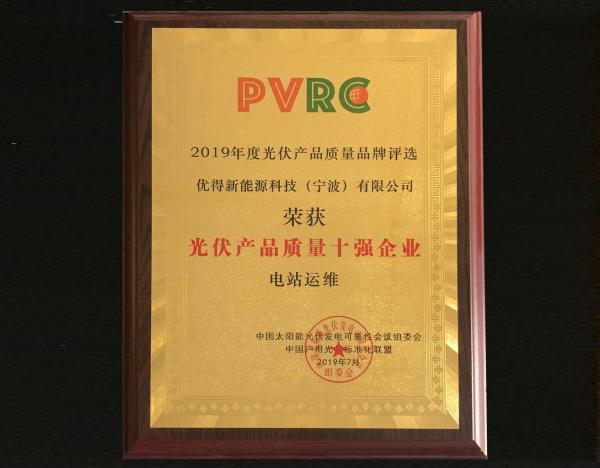 PVRC
2019年度光伏产品质量品牌评选
优得新能源科技（宁波）有限公司
荣获
光伏产品质量十强企业
电站运维
中国太阳能光伏发电可靠性会议组委会
中国户用光伏标准化联盟
2019年7月
组委会